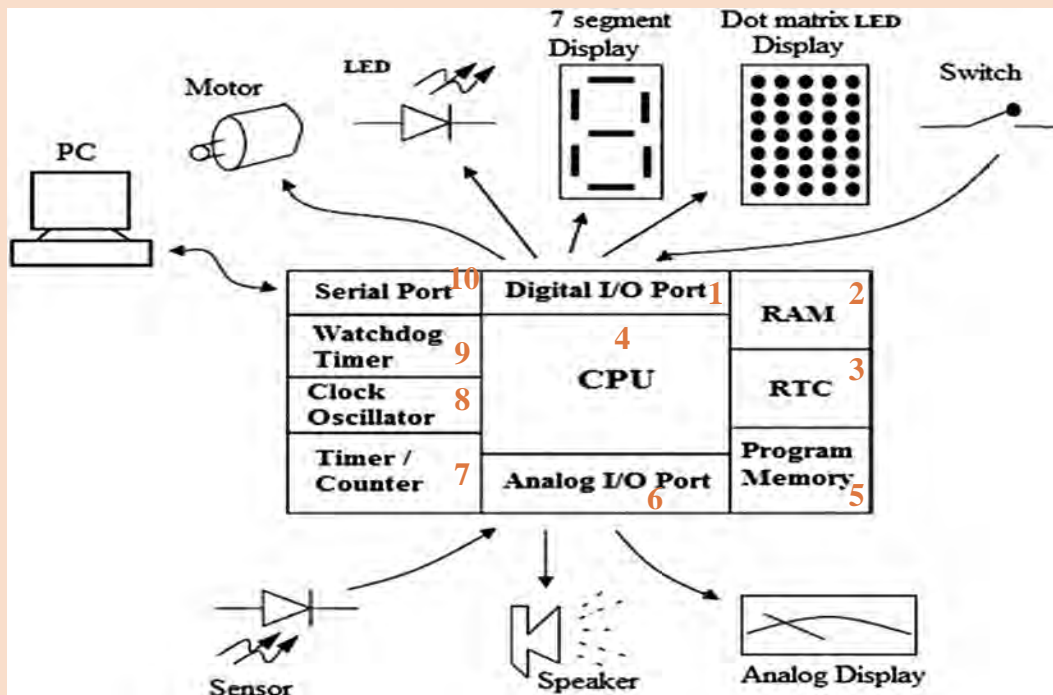 7 segment
Display
Dot matrix LED
Display
LED
Switch
Motor
PC
Serial Port 10
Digital I/O Port 1
RAM 2
Watchdog
Timer 9
CPU 4
RTC 3
Clock
Oscillator 8
Timer /
Counter 7
Analog I/O Port 6
Program
Memory 5
Sensor
Speaker
Analog Display